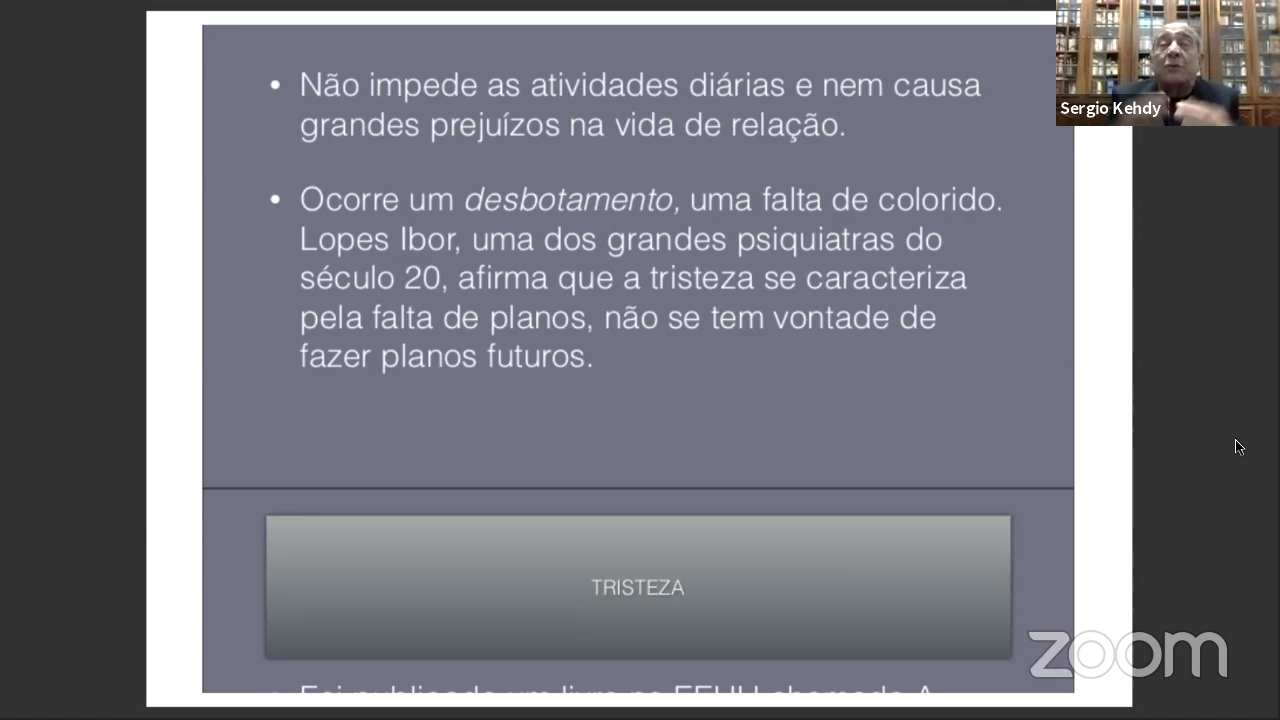 • Não impede as atividades diárias e nem causa
grandes prejuízos na vida de relação.
• Ocorre um desbotamento, uma falta de colorido.
Lopes Ibor, uma dos grandes psiquiatras do
século 20, afirma que a tristeza se caracteriza
pela falta de planos, não se tem vontade de
fazer planos futuros.
Sergio Kehdy
TRISTEZA
zoom